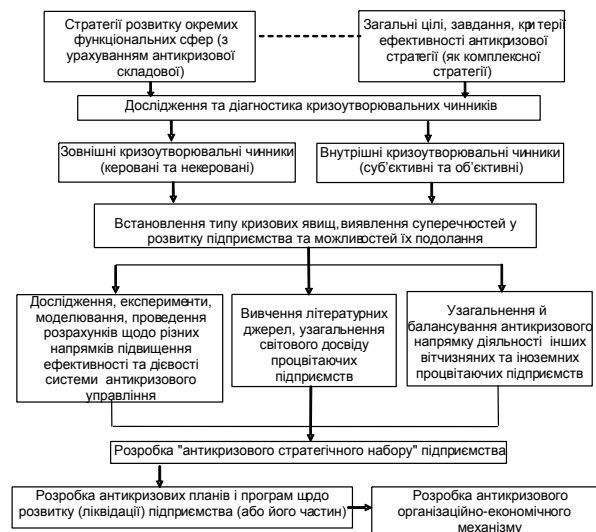 Стратегії розвитку окремих
функціональних сфер (з
урахуванням антикризової
складової)
Загальні цілі, завдання, критерії
ефективності антикризової
стратегії (як комплексної
стратегії)
Дослідження та діагностика кризоутворювальних чинників
Зовнішні кризоутворювальні чинники
(керовані та некеровані)
Внутрішні кризоутворювальні чинники
(суб'єктивні та об'єктивні)
Встановлення типу кризових явищ, виявлення суперечностей у
розвитку підприємства та можливостей їх подолання
Дослідження, експерименти,
моделювання, проведення
розрахунків щодо різних
напрямків підвищення
ефективності та дієвості
системи антикризового
управління
Вивчення літературних
джерел, узагальнення
світового досвіду
процвітаючих
підприємств
Узагальнення й
балансування антикризового
напрямку діяльності інших
вітчизняних та іноземних
процвітаючих підприємств
Розробка "антикризового стратегічного набору" підприємства
Розробка антикризових планів і програм щодо
розвитку (ліквідації) підприємства (або його частин)
Розробка антикризового
організаційно-економічного
механізму